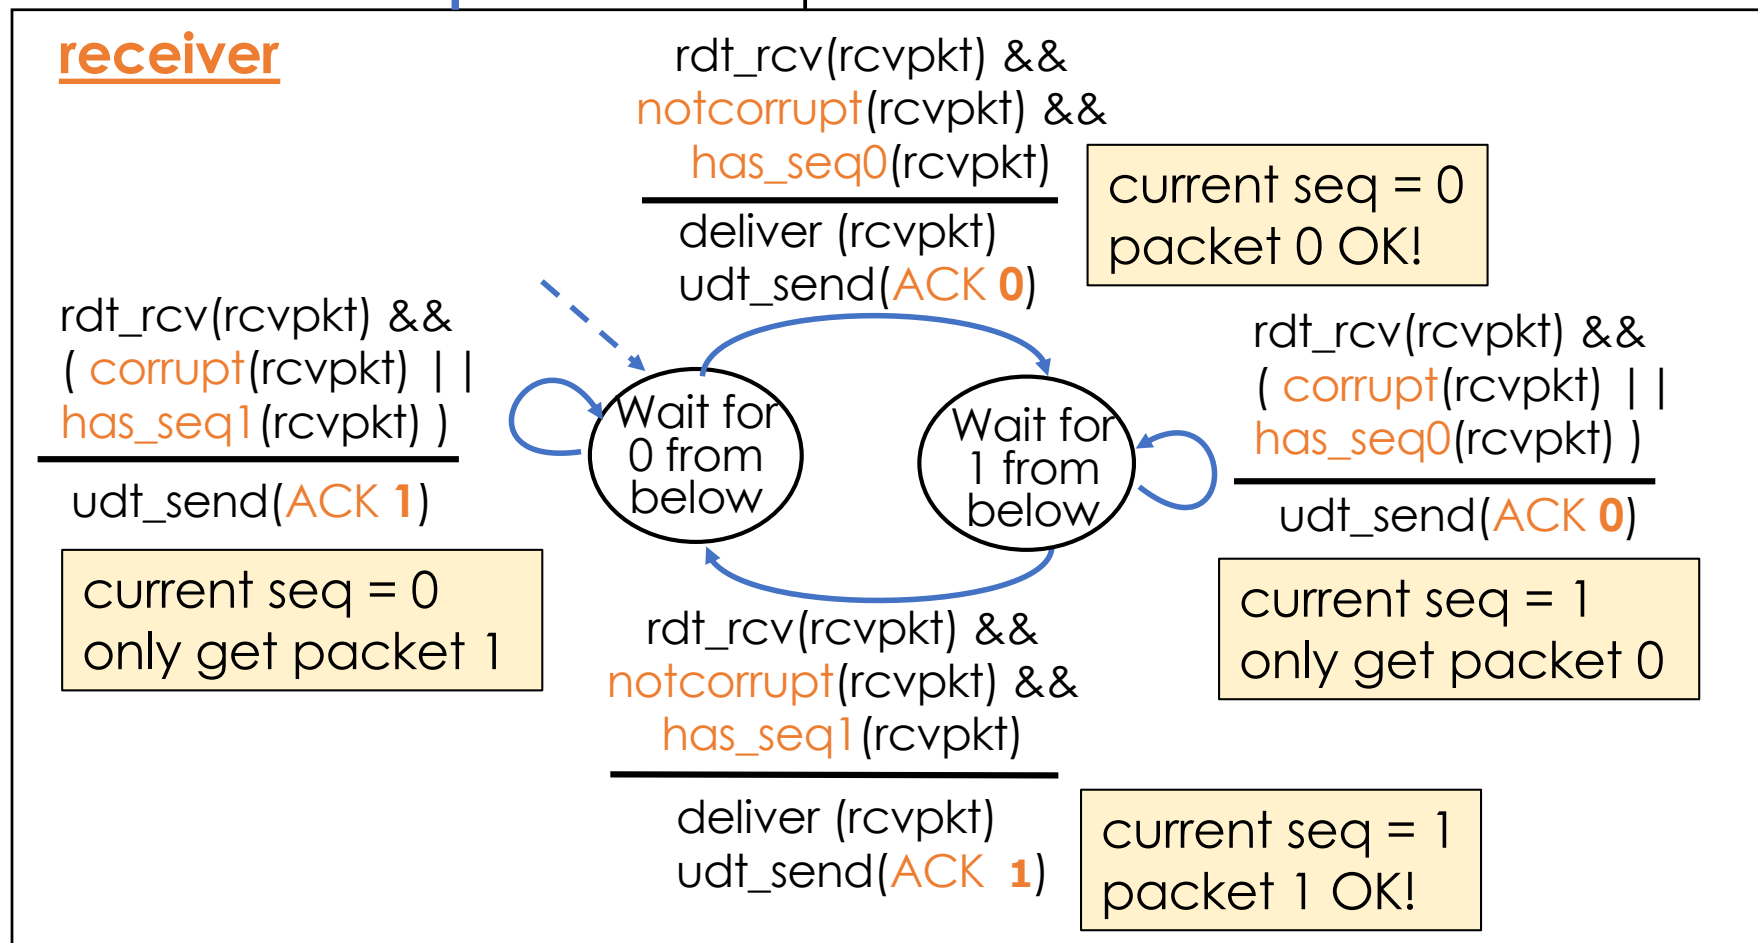 receiver
rdt_rcv(rcvpkt) &&
notcorrupt(rcvpkt) &&
has_seq0(rcvpkt)
deliver (rcvpkt)
udt_send(ACK 0)
current seq = 0
packet 0 OK!
rdt_rcv(rcvpkt) &&
( corrupt(rcvpkt) ||
has_seq1(rcvpkt) )
udt_send(ACK 1)
current seq = 0
only get packet 1
Wait for
0 from
below
Wait for
1 from
below
rdt_rcv(rcvpkt) &&
( corrupt(rcvpkt) ||
has_seq0(rcvpkt) )
udt_send(ACK 0)
current seq = 1
only get packet 0
rdt_rcv(rcvpkt) &&
notcorrupt(rcvpkt) &&
has_seq1(rcvpkt)
deliver (rcvpkt)
udt_send(ACK 1)
current seq = 1
packet 1 OK!